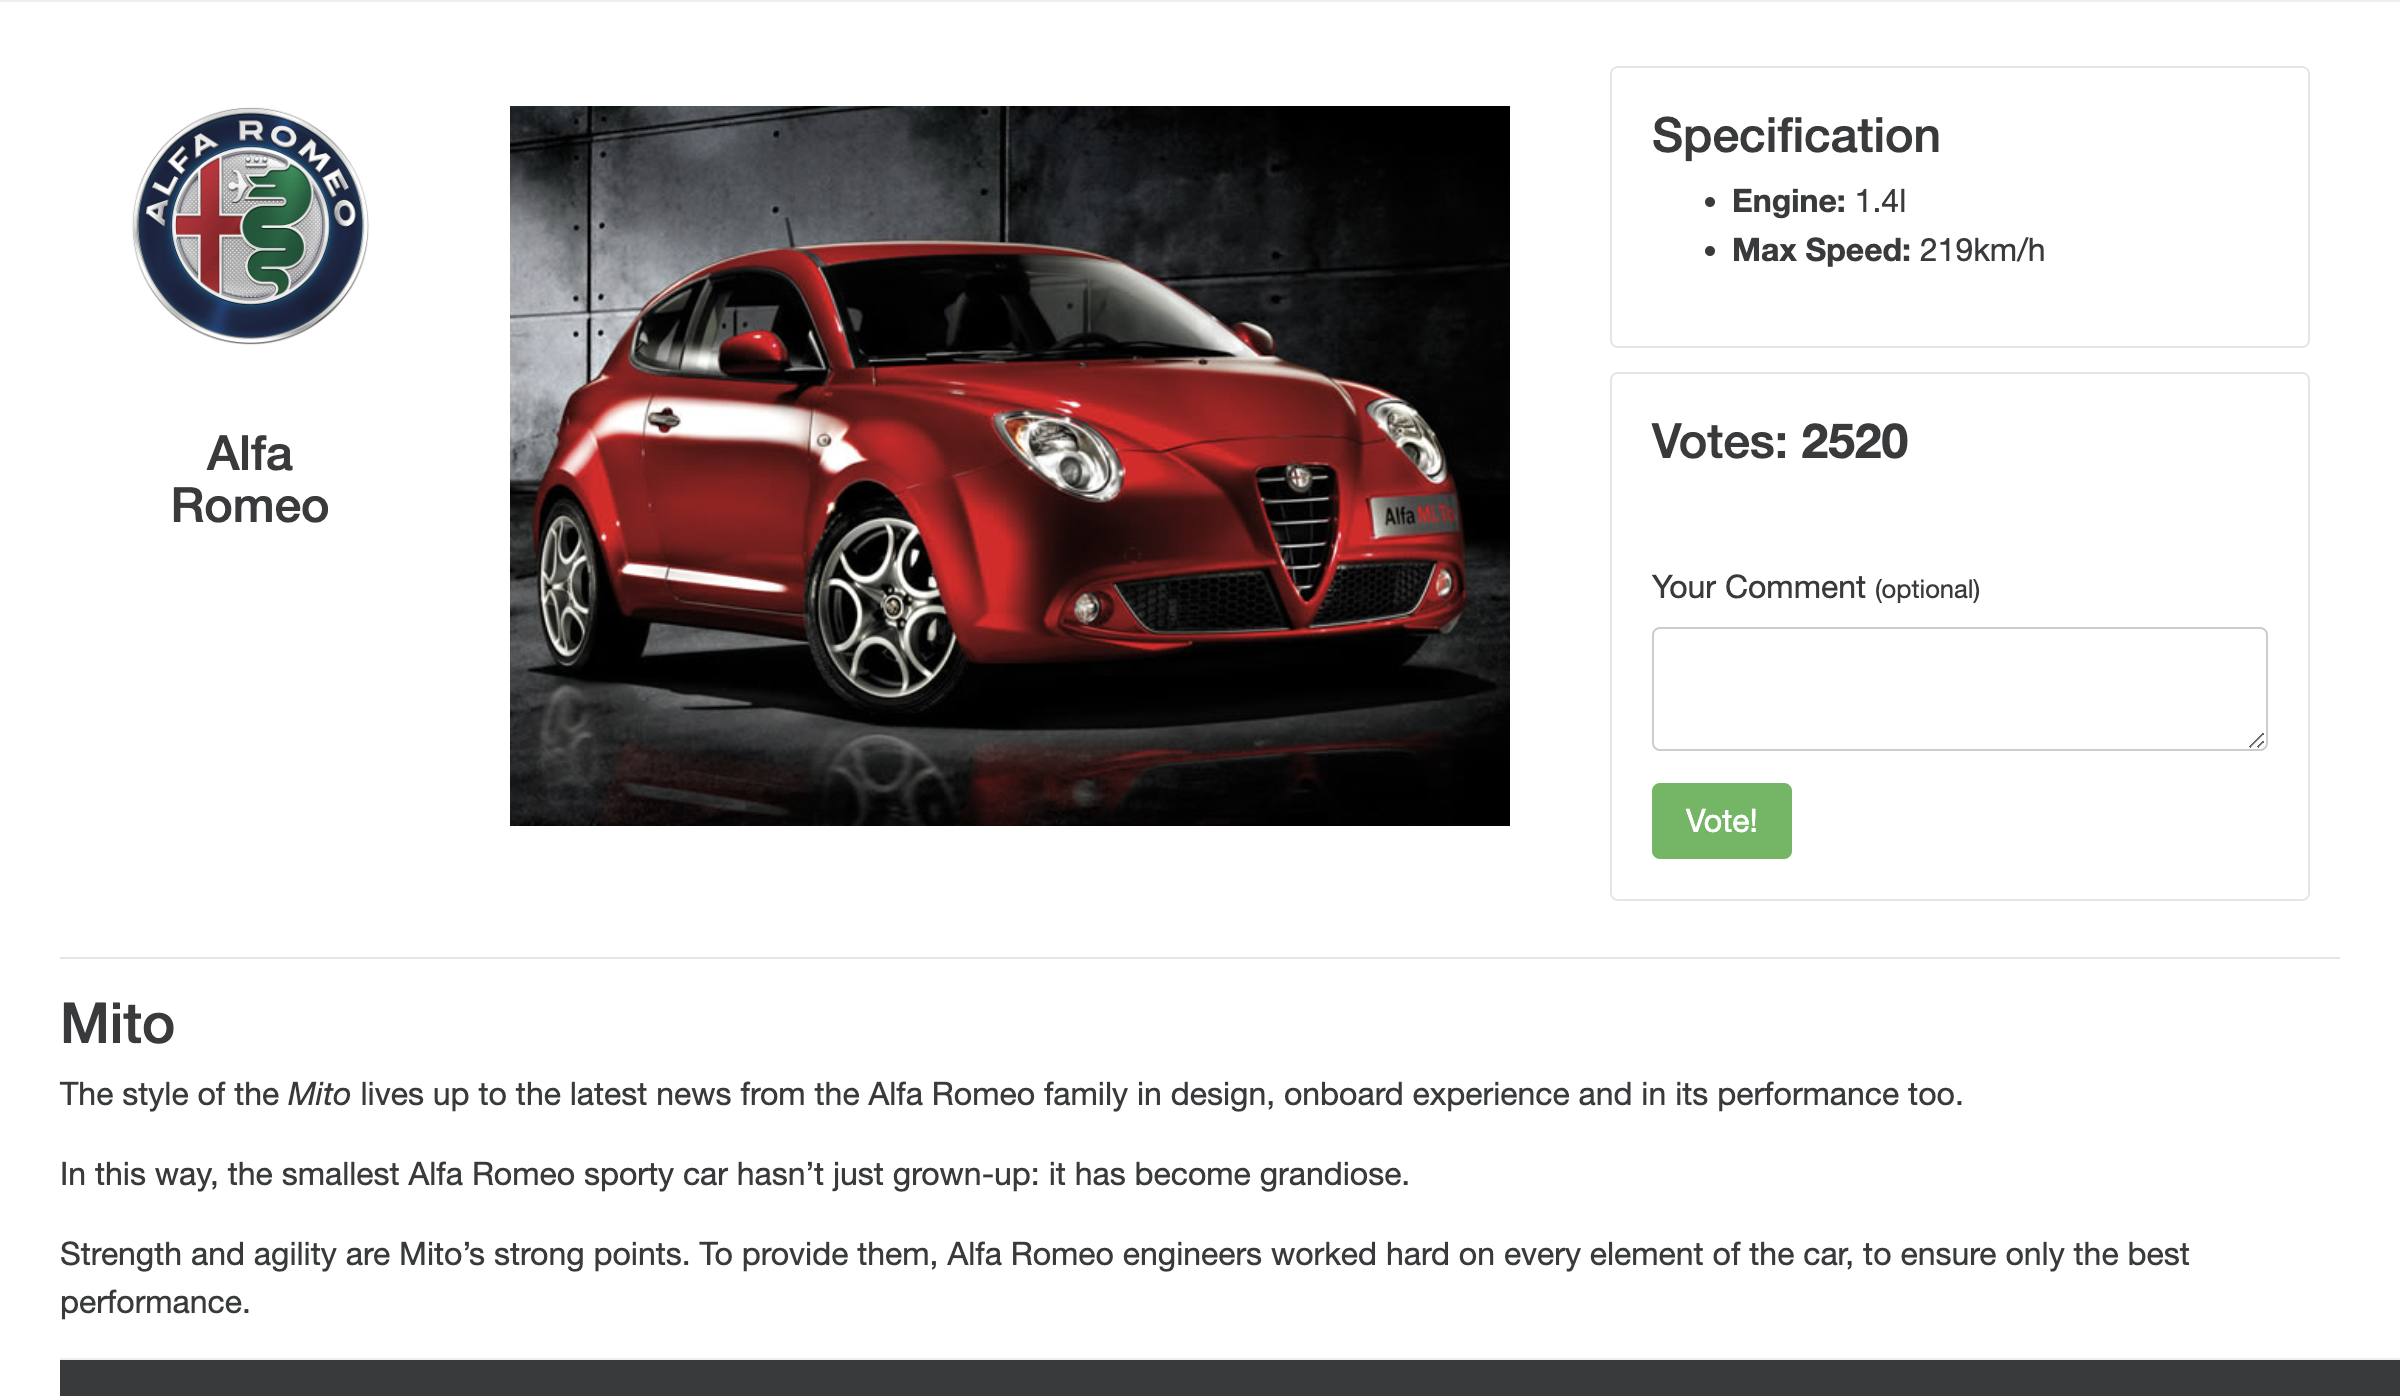 ALFA ROMEO
Alfa
Romeo
Alfa Mi.To
Specification
• Engine: 1.4l
• Max Speed: 219km/h
Votes: 2520
Your Comment (optional)
Vote!
Mito
The style of the Mito lives up to the latest news from the Alfa Romeo family in design, onboard experience and in its performance too.
In this way, the smallest Alfa Romeo sporty car hasn’t just grown-up: it has become grandiose.
Strength and agility are Mito’s strong points. To provide them, Alfa Romeo engineers worked hard on every element of the car, to ensure only the best
performance.